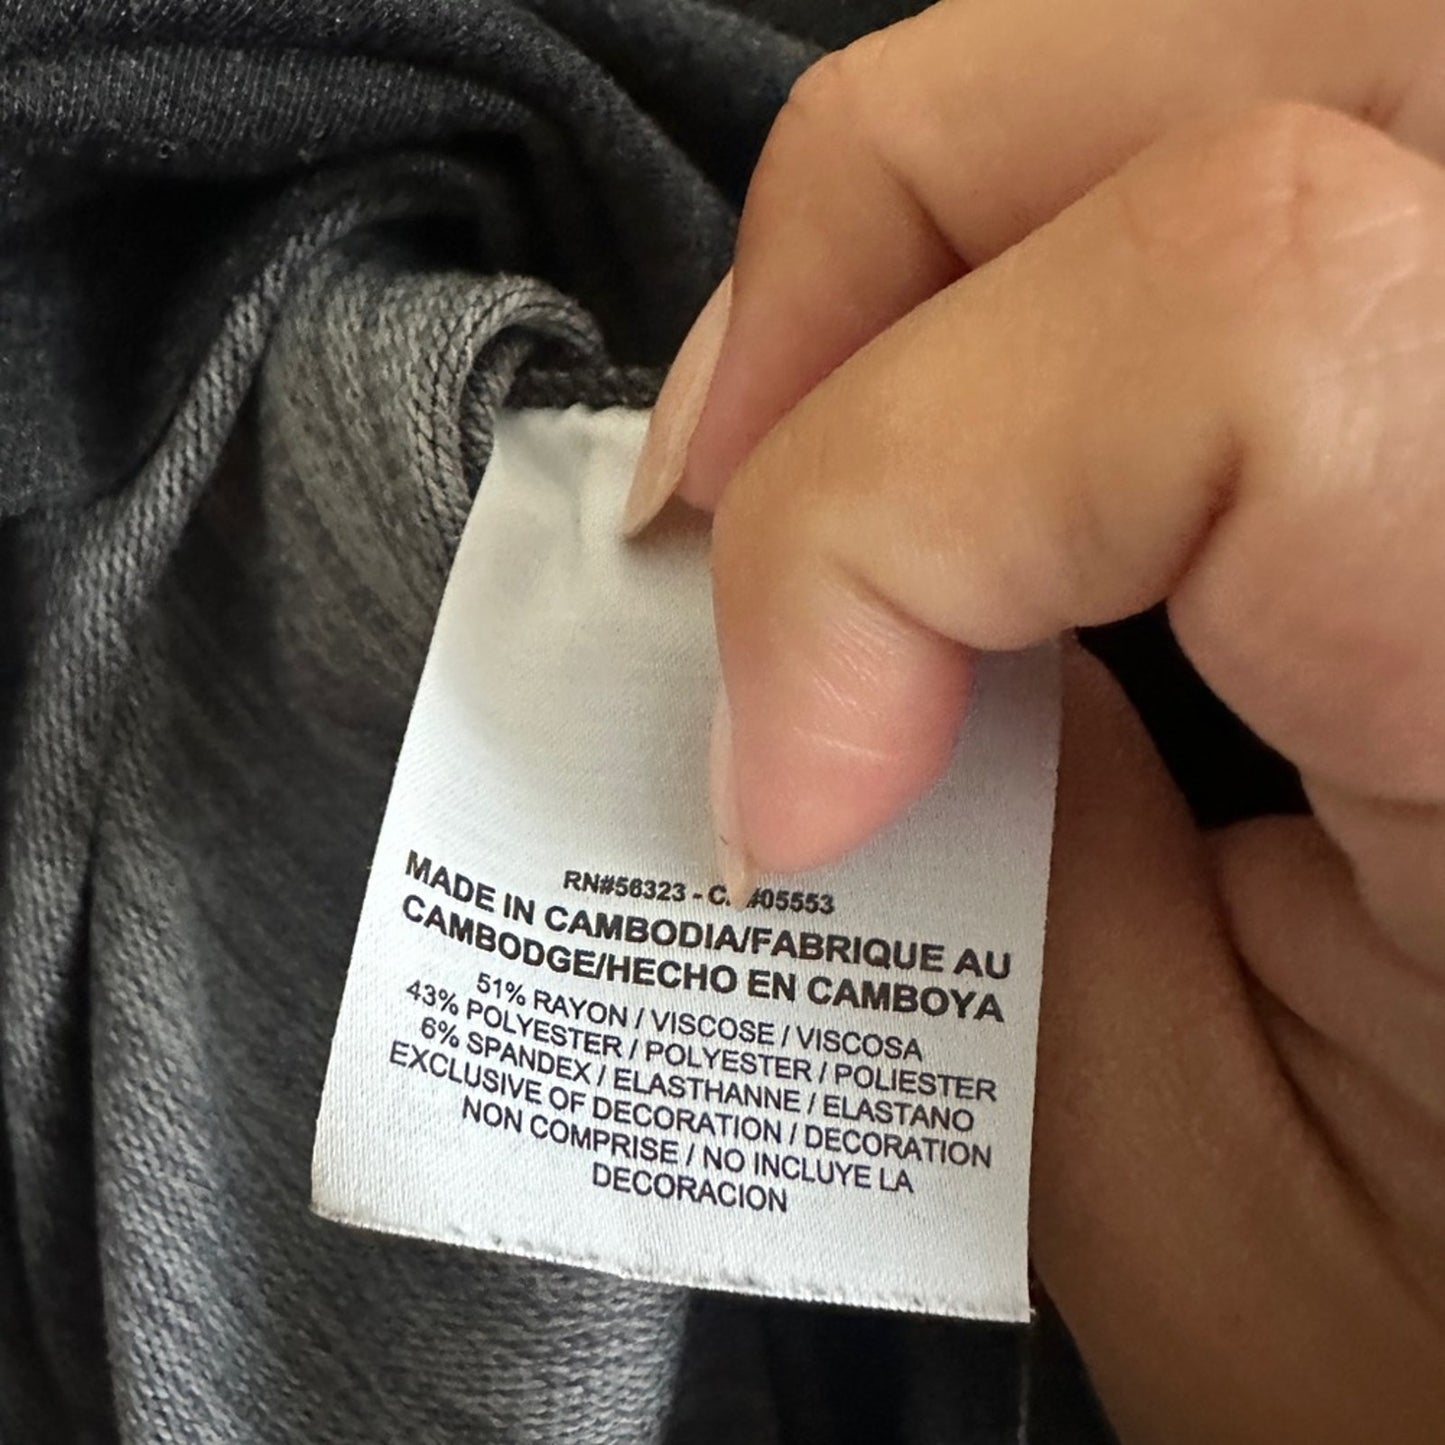 RN#56323 - C #05553
MADE IN CAMBODIA/FABRIQUE AU
CAMBODGE/HECHO EN CAMBOYA
51% RAYON / VISCOSE / VISCOSA
43% POLYESTER / POLYESTER / POLIESTER
6% SPANDEX / ELASTHANNE / ELASTANO
EXCLUSIVE OF DECORATION / DECORATION
NON COMPRISE / NO INCLUYE LA
DECORACION